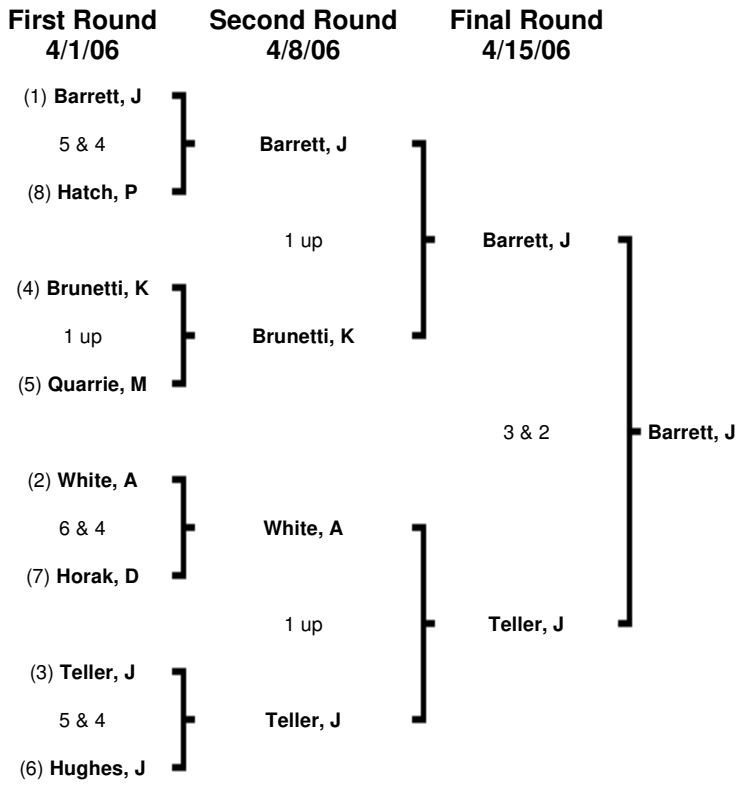 First Round Second Round Final Round
4/1/06 4/8/06 4/15/06
(1) Barrett, J
5 & 4 Barrett, J
(8) Hatch, P
1 up Barrett, J
(4) Brunetti, K
1 up Brunetti, K
(5) Quarrie, M
3 & 2 Barrett, J
(2) White, A
6 & 4 White, A
(7) Horak, D
1 up Teller, J
(3) Teller, J
5 & 4 Teller, J
(6) Hughes, J